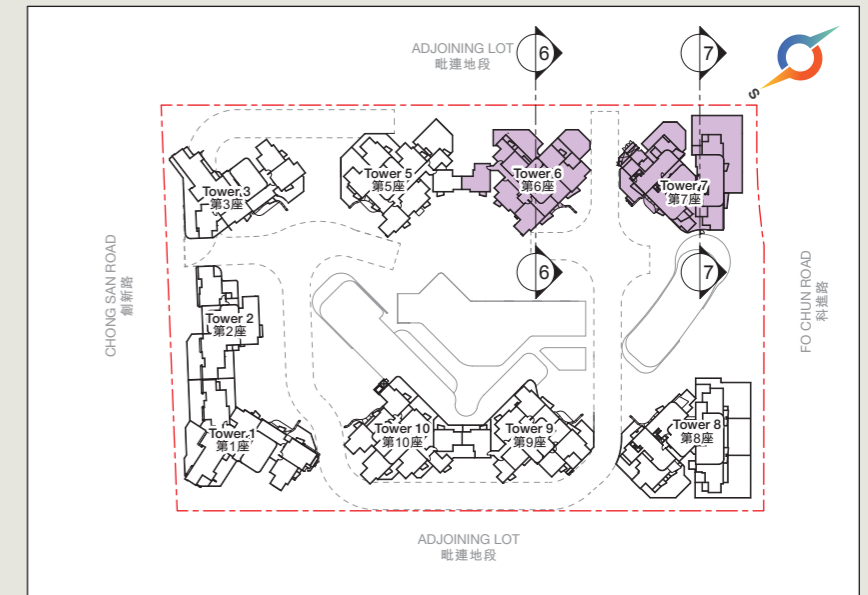 ADJOINING LOT
毗連地段
6
7
S
Tower 3
第3座
Tower 5
第5座
Tower 6
第6座
Tower 7
第7座
CHONG SAN ROAD
創新路
FO CHUN ROAD
科進路
6
7
Tower 2
第2座
Tower 1
第1座
Tower 10
第10座
Tower 9
第9座
Tower 8
第8座
ADJOINING LOT
毗連地段